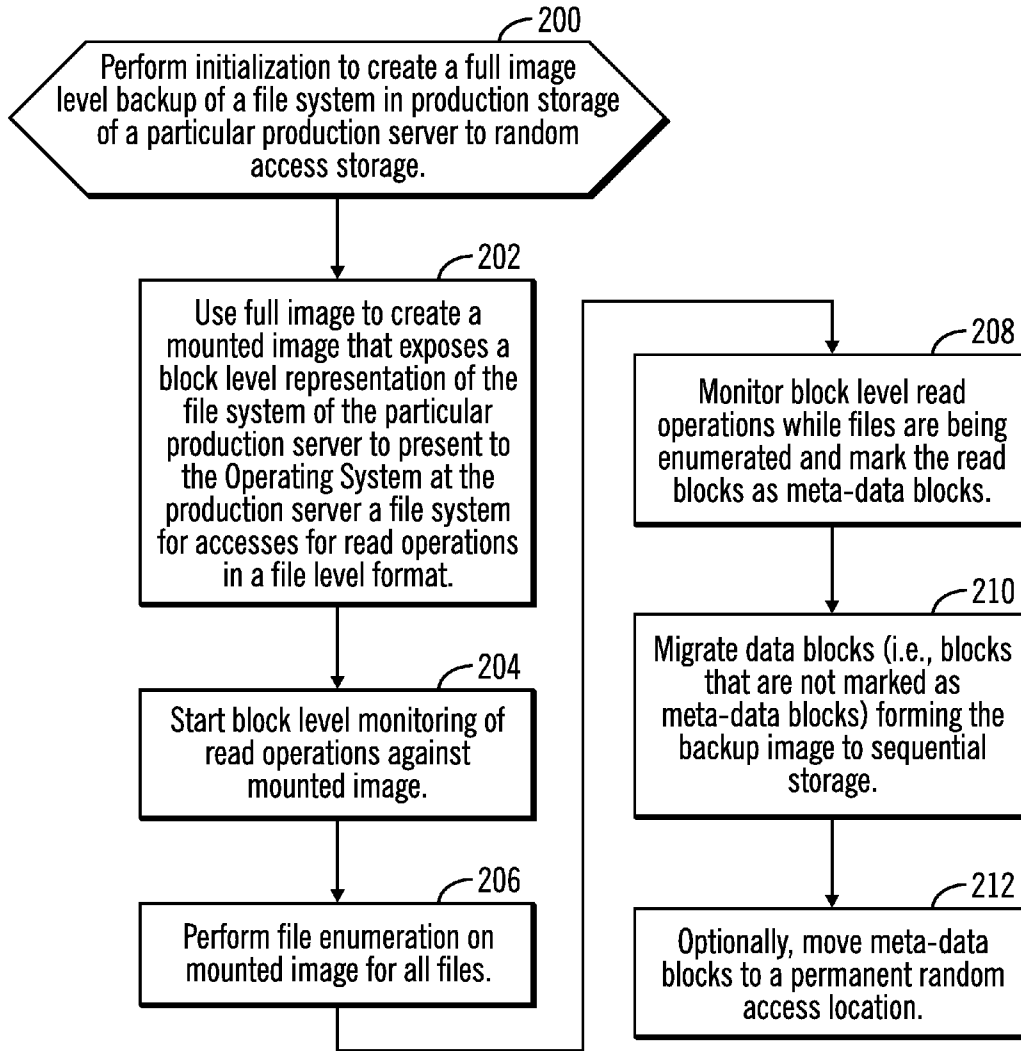 200
Perform initialization to create a full image
level backup of a file system in production storage
of a particular production server to random
access storage.
202
Use full image to create a
mounted image that exposes a
block level representation of the
file system of the particular
production server to present to
the Operating System at the
production server a file system
for accesses for read operations
in a file level format.
204
Start block level monitoring of
read operations against
mounted image.
206
Perform file enumeration on
mounted image for all files.
208
Monitor block level read
operations while files are being
enumerated and mark the read
blocks as meta-data blocks.
210
Migrate data blocks (i.e., blocks
that are not marked as
meta-data blocks) forming the
backup image to sequential
storage.
212
Optionally, move meta-data
blocks to a permanent random
access location.